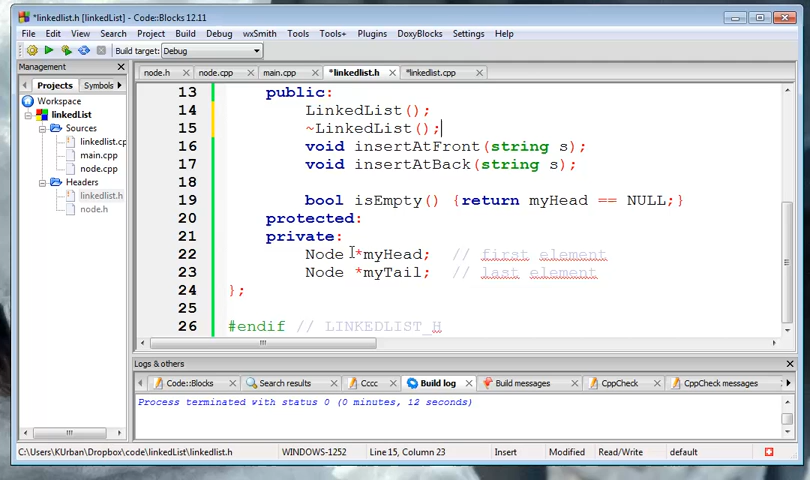 *linkedlist.h [linkedList] - Code::Blocks 12.11
File Edit View Search Project Build Debug wxSmith Tools Tools+ Plugins DoxyBlocks Settings Help
Build target: Debug
Management
Projects Symbols
Workspace
linkedList
Sources
linkedlist.c
main.cpp
node.cpp
Headers
linkedlist.h
node.h
node.h node.cpp main.cpp *linkedlist.h *linkedlist.cpp
13 public:
14 LinkedList();
15 ~LinkedList();
16 void insertAtFront(string s);
17 void insertAtBack(string s);
18
19 bool isEmpty() {return myHead == NULL;}
20 protected:
21 private:
22 Node *myHead; // first element
23 Node *myTail; // last element
24 };
25
26 #endif // LINKEDLIST_H
Logs & others
Code::Blocks Search results Cccc Build log Build messages CppCheck CppCheck messages
Process terminated with status 0 (0 minutes, 12 seconds)
C:\Users\KUrban\Dropbox\code\linkedList\linkedlist.h WINDOWS-1252 Line 15, Column 23 Insert Modified Read/Write default